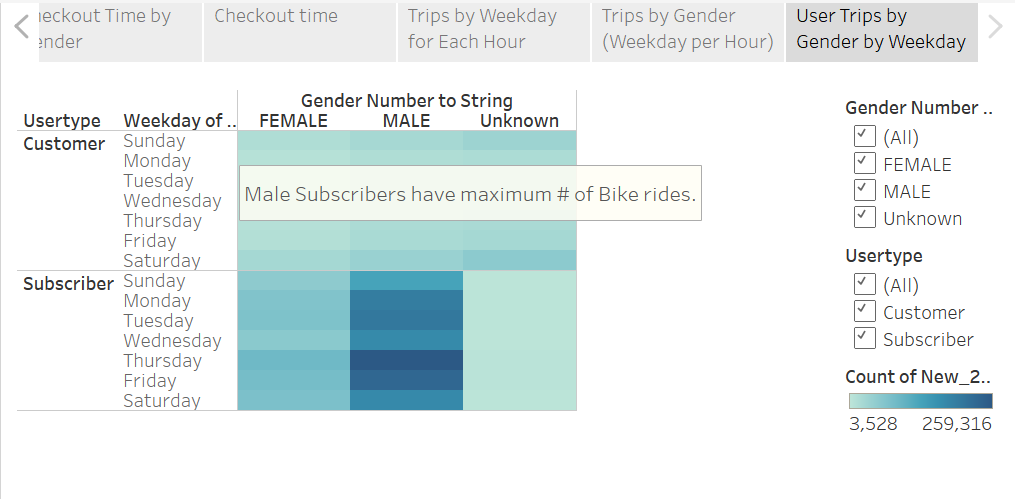 eckout Time by
ender
Checkout time
Trips by Weekday
for Each Hour
Trips by Gender
(Weekday per Hour)
User Trips by
Gender by Weekday
Gender Number to String
Usertype Weekday of .. FEMALE MALE Unknown
Customer Sunday
Monday
Tuesday
Wednesday
Thursday
Friday
Saturday
Male Subscribers have maximum # of Bike rides.
Subscriber Sunday
Monday
Tuesday
Wednesday
Thursday
Friday
Saturday
Gender Number ..
(All)
FEMALE
MALE
Unknown
Usertype
(All)
Customer
Subscriber
Count of New_2..
3,528 259,316